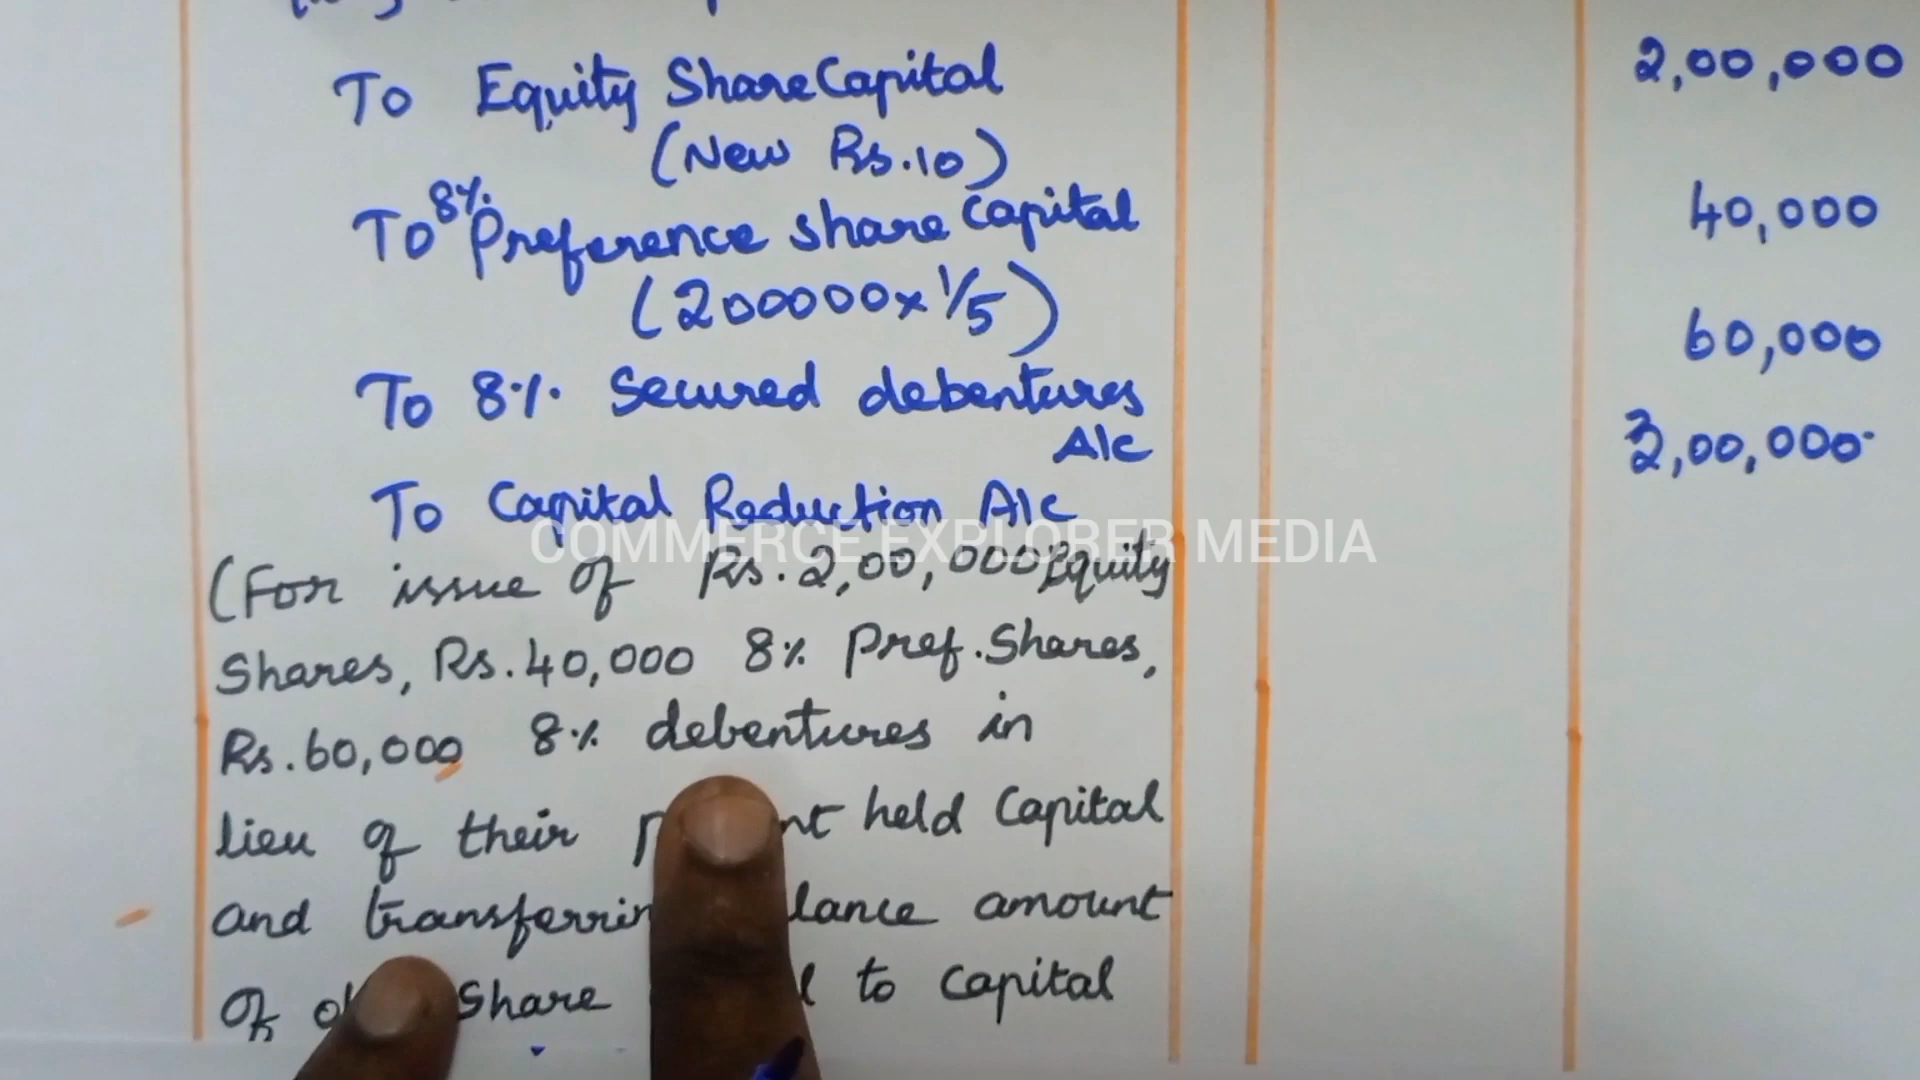 To Equity Share Capital 2,00,000
(New Rs.10)
To 8% Preference share capital 40,000
(200000x1/5)
To 8%. Secured debentures 60,000
A/c
To Capital Reduction A/c 2,00,000
COMMERCE EXPLORER MEDIA
(For issue of Rs.2,00,000 Equity
Shares, Rs.40,000 8% Pref.Shares,
Rs.60,000 8% debentures in
lieu of their held Capital
and amount
of Share to Capital